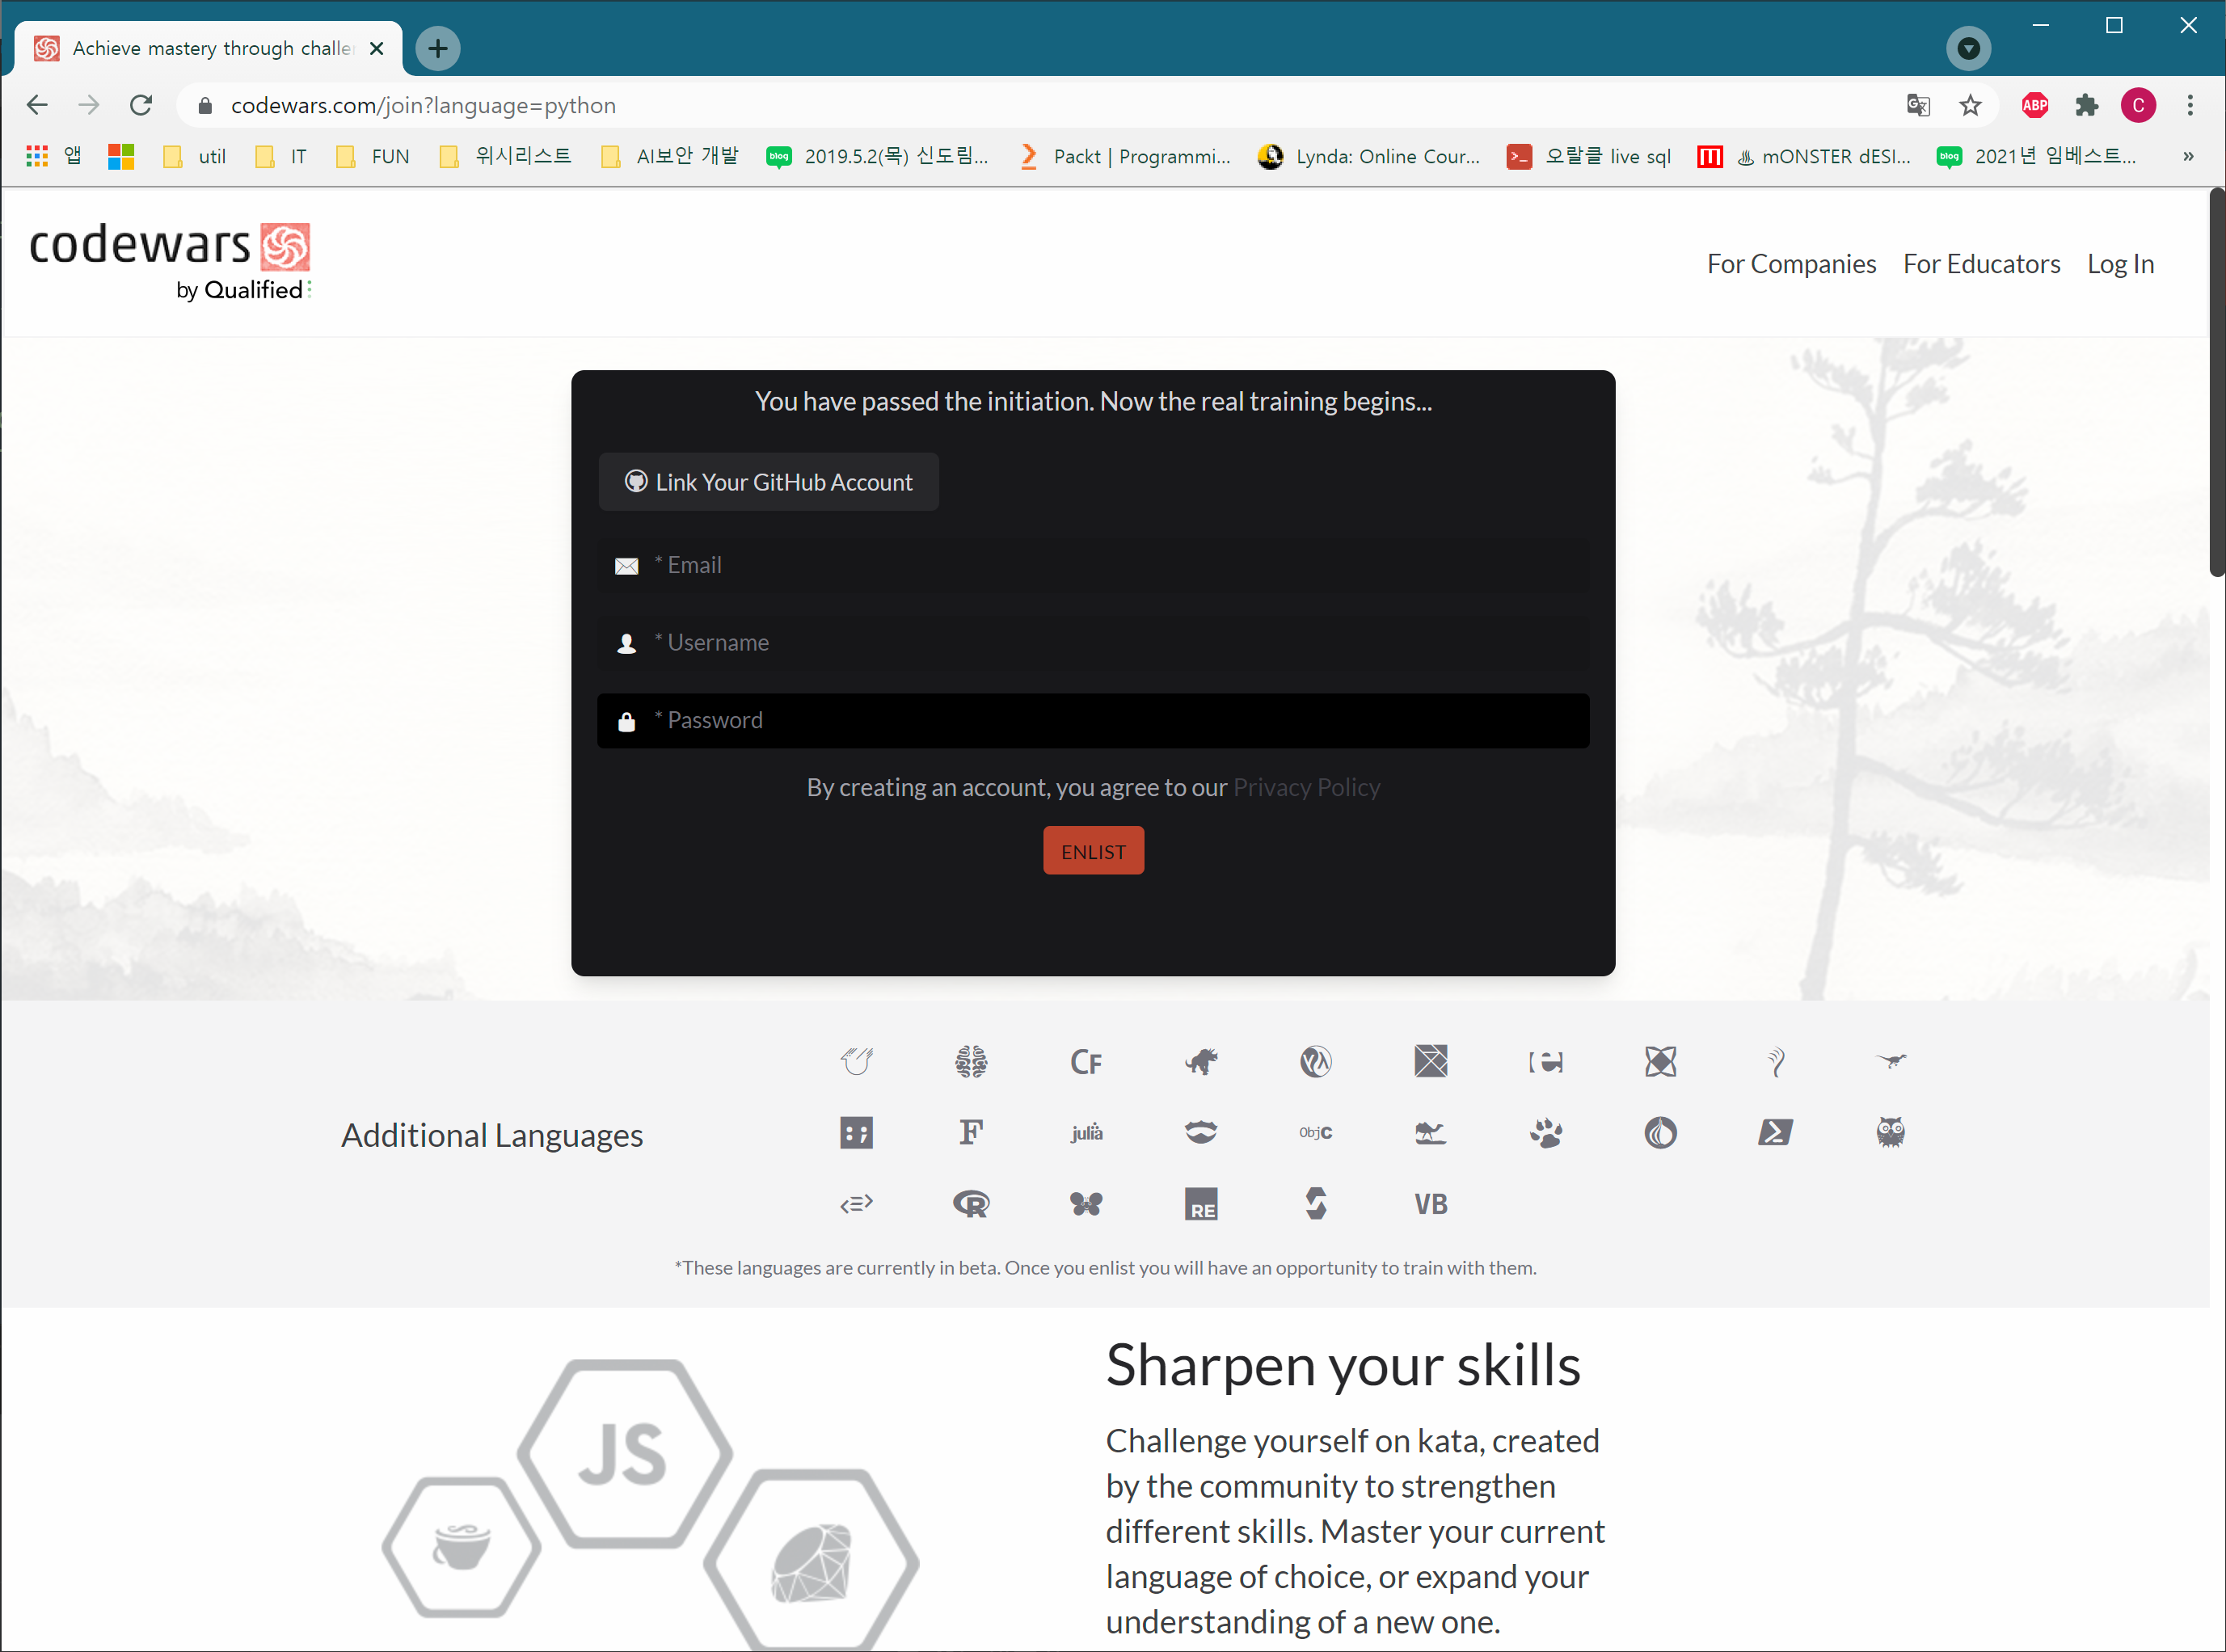 Achieve mastery through challe
codewars.com/join?language=python
ABP
C
앱
util
IT
FUN
위시리스트
AI보안 개발
blog 2019.5.2(목) 신도림...
Packt | Programmi...
Lynda: Online Cour...
오랄클 live sql
♨ mONSTER dESI...
blog 2021년 임베스트...
»
codewars
by Qualified
For Companies
For Educators
Log In
You have passed the initiation. Now the real training begins...
Link Your GitHub Account
* Email
* Username
* Password
By creating an account, you agree to our Privacy Policy
ENLIST
CF
Additional Languages
F
julia
ObjC
R
RE
VB
*These languages are currently in beta. Once you enlist you will have an opportunity to train with them.
JS
Sharpen your skills
Challenge yourself on kata, created
by the community to strengthen
different skills. Master your current
language of choice, or expand your
understanding of a new one.